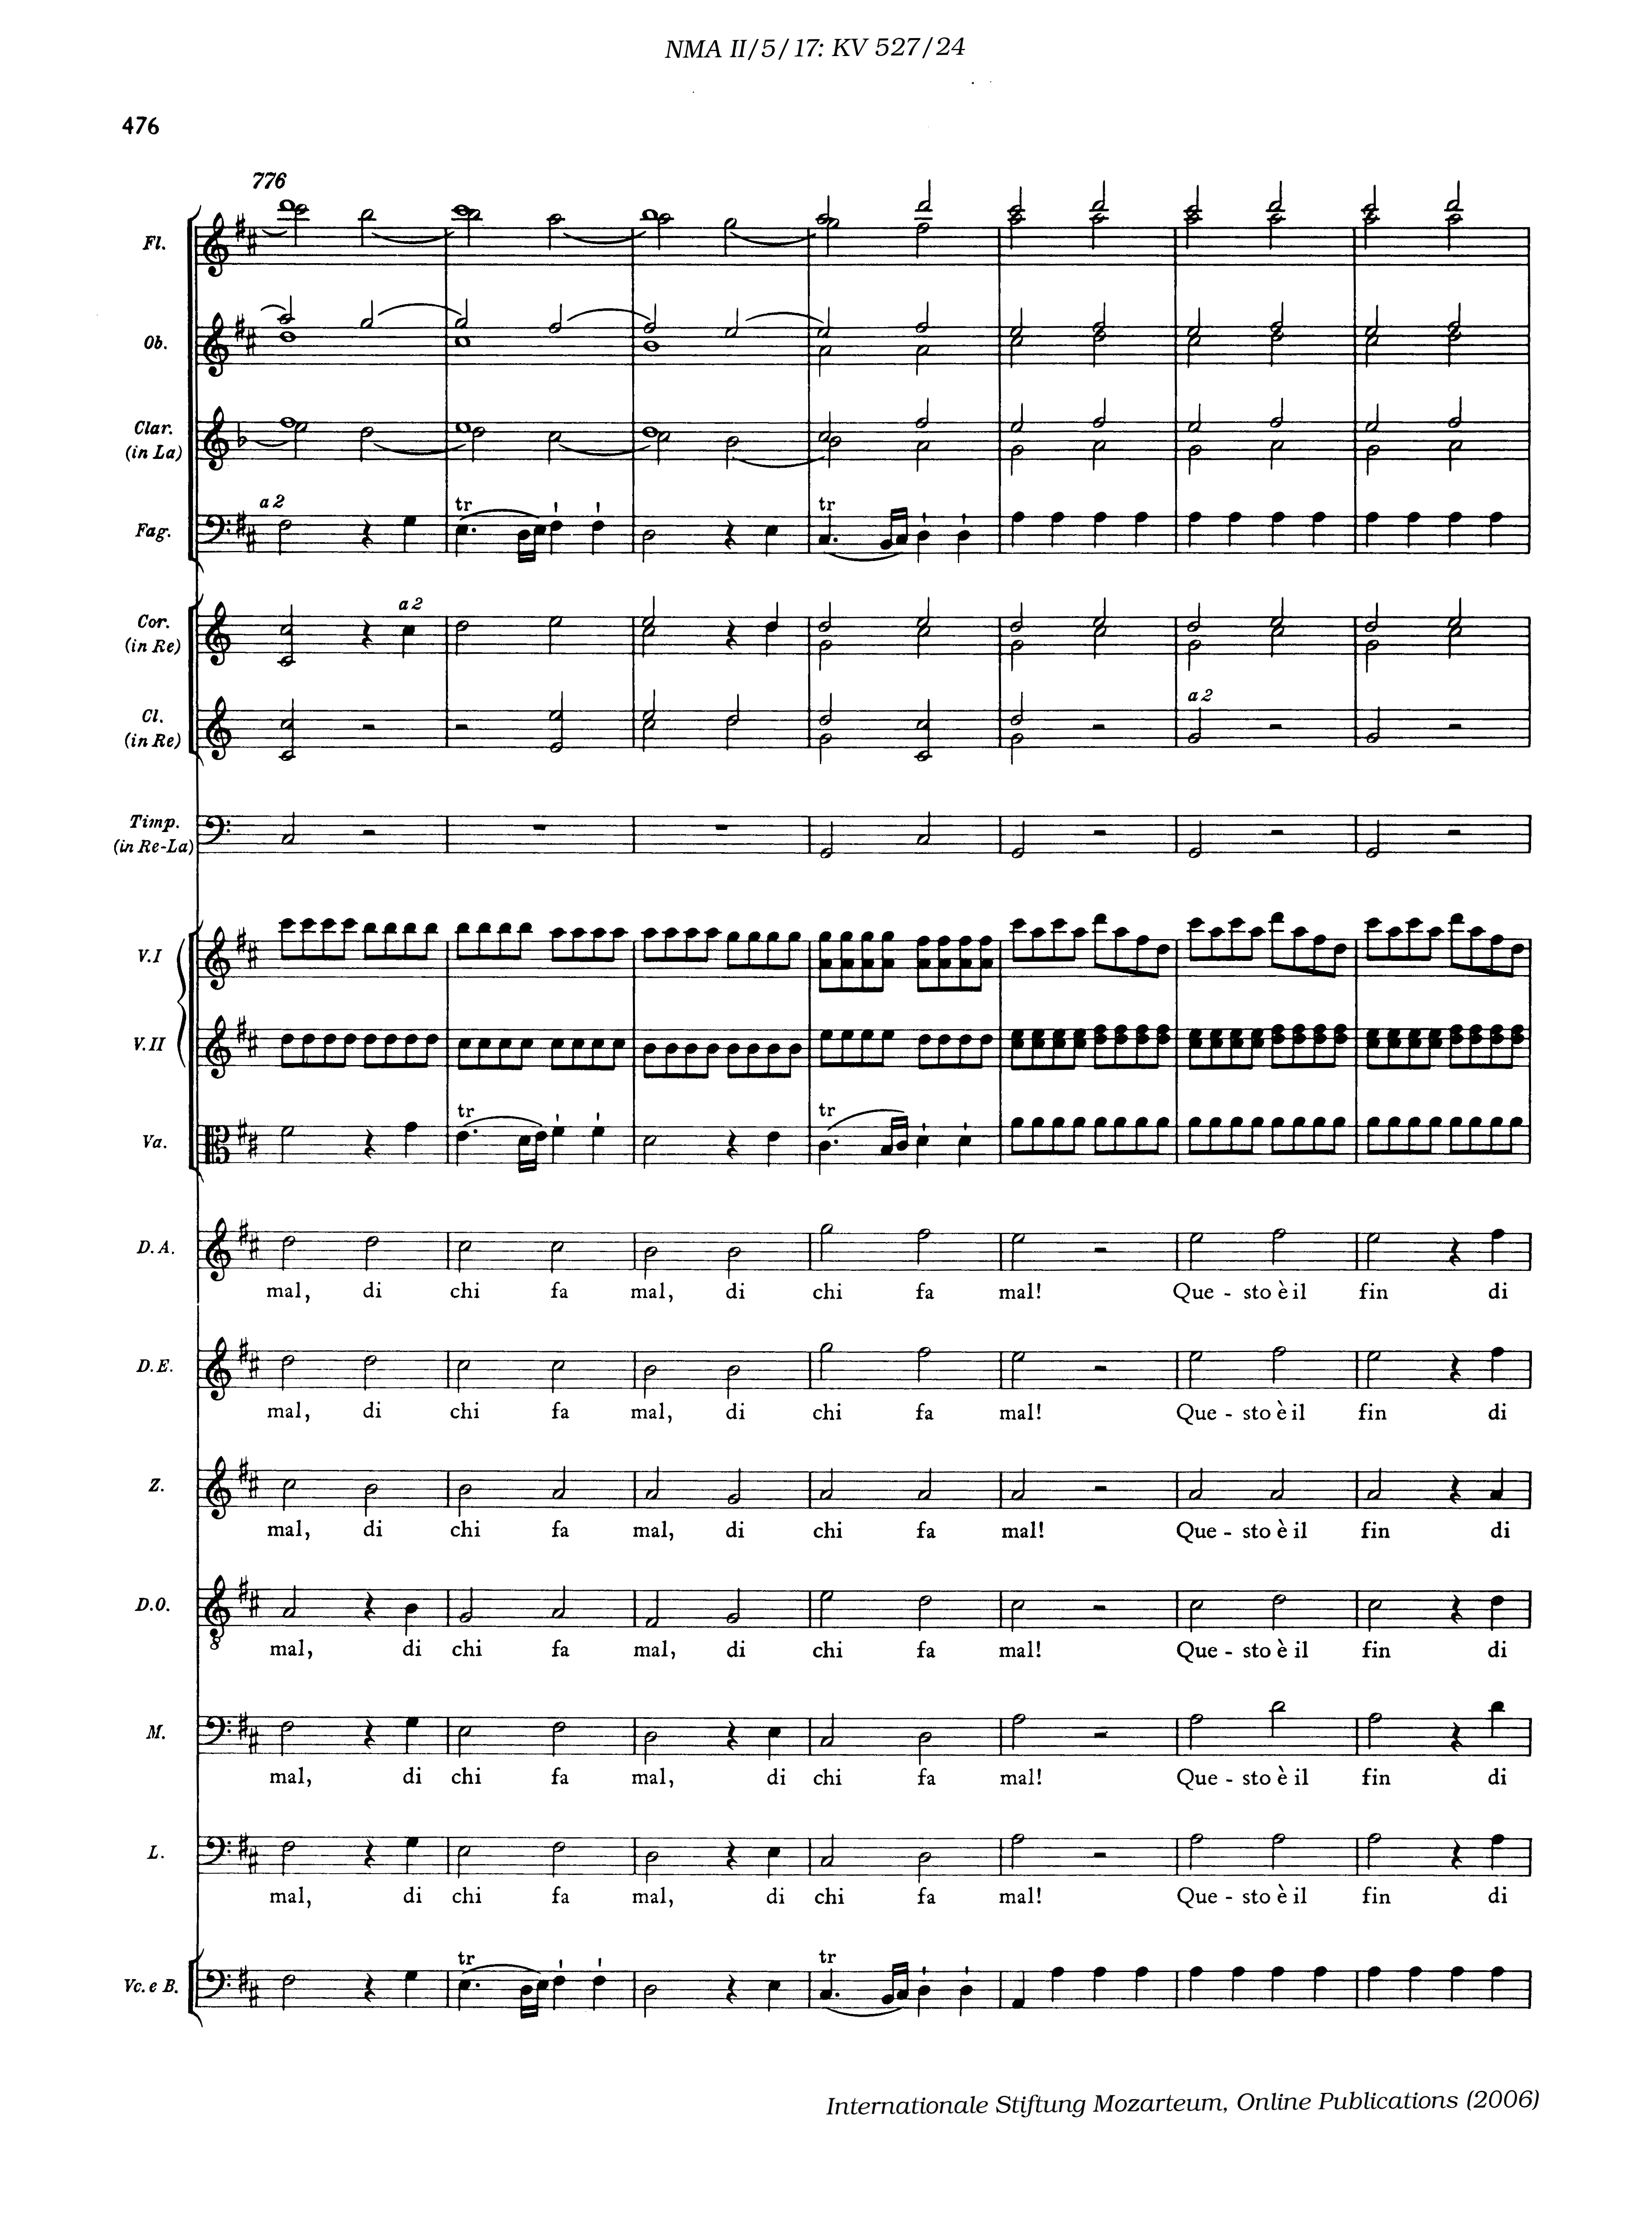 NMA II/5/17: KV 527/24
476
776
Fl.
Ob.
Clar.
(in La)
a 2
Fag.
tr
tr
Cor.
(in Re)
a 2
Cl.
(in Re)
a 2
Timp.
(in Re-La)
V.I
V.II
Va.
tr
tr
D.A.
mal, di chi fa mal, di chi fa mal! Que - sto è il fin di
D.E.
mal, di chi fa mal, di chi fa mal! Que - sto è il fin di
Z.
mal, di chi fa mal, di chi fa mal! Que - sto è il fin di
D.O.
8
mal, di chi fa mal, di chi fa mal! Que - sto è il fin di
M.
mal, di chi fa mal, di chi fa mal! Que - sto è il fin di
L.
mal, di chi fa mal, di chi fa mal! Que - sto è il fin di
Vc. e B.
tr
tr
Internationale Stiftung Mozarteum, Online Publications (2006)